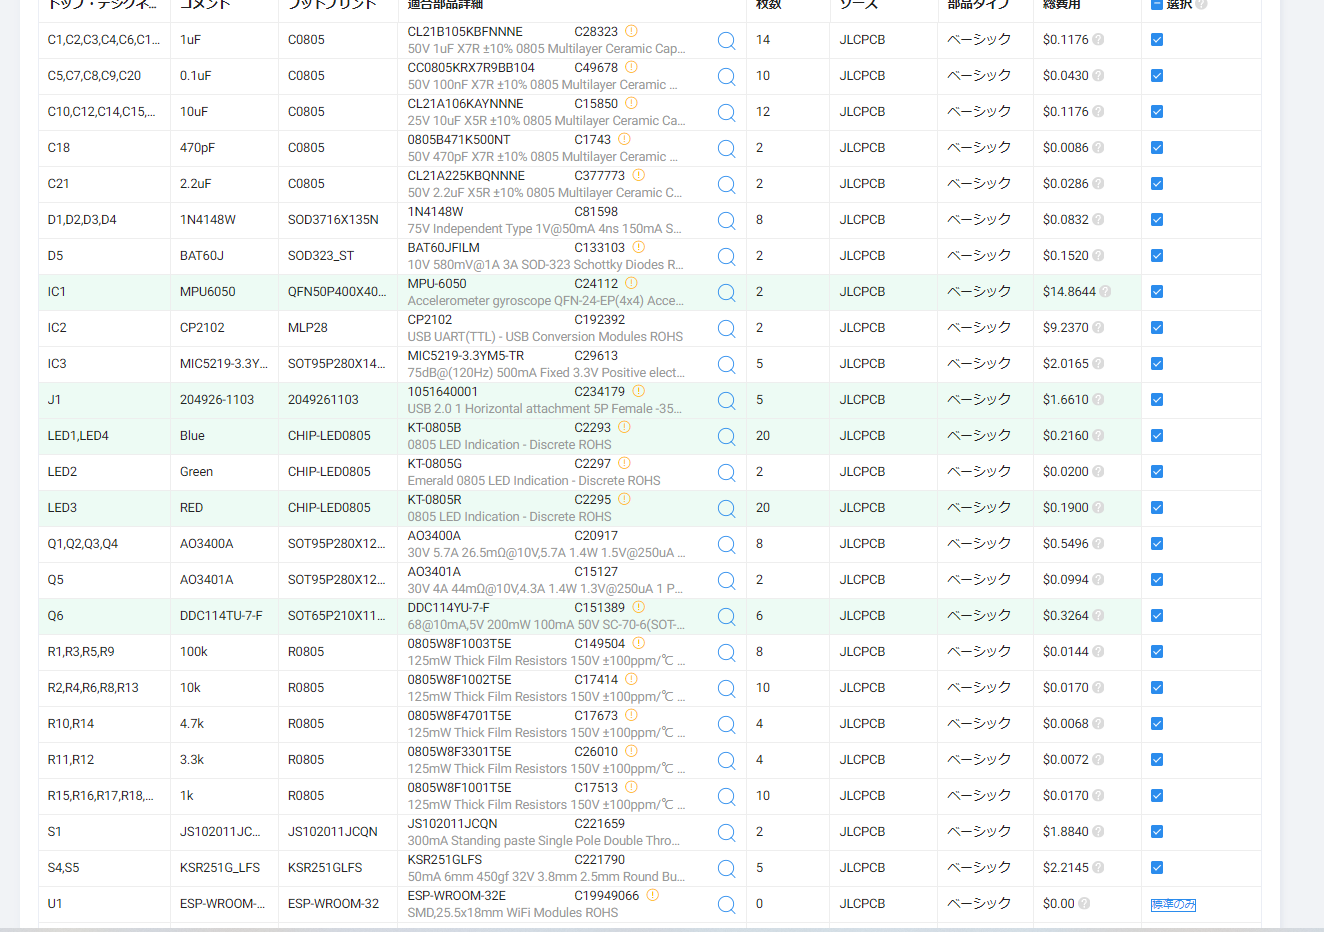 トップ・デジグネ... コメント フットプリント 適合部品詳細 枚数 ソース 部品タイプ 総費用 選択
C1,C2,C3,C4,C6,C1... 1uF C0805 CL21B105KBFNNNE C28323 14 JLCPCB ベーシック $0.1176
50V 1uF X7R ±10% 0805 Multilayer Ceramic Cap...
C5,C7,C8,C9,C20 0.1uF C0805 CC0805KRX7R9BB104 C49678 10 JLCPCB ベーシック $0.0430
50V 100nF X7R ±10% 0805 Multilayer Ceramic ...
C10,C12,C14,C15,... 10uF C0805 CL21A106KAYNNNE C15850 12 JLCPCB ベーシック $0.1176
25V 10uF X5R ±10% 0805 Multilayer Ceramic Ca...
C18 470pF C0805 0805B471K500NT C1743 2 JLCPCB ベーシック $0.0086
50V 470pF X7R ±10% 0805 Multilayer Ceramic ...
C21 2.2uF C0805 CL21A225KBQNNNE C377773 2 JLCPCB ベーシック $0.0286
50V 2.2uF X5R ±10% 0805 Multilayer Ceramic C...
D1,D2,D3,D4 1N4148W SOD3716X135N 1N4148W C81598 8 JLCPCB ベーシック $0.0832
75V Independent Type 1V@50mA 4ns 150mA S...
D5 BAT60J SOD323_ST BAT60JFILM C133103 2 JLCPCB ベーシック $0.1520
10V 580mV@1A 3A SOD-323 Schottky Diodes R...
IC1 MPU6050 QFN50P400X40... MPU-6050 C24112 2 JLCPCB ベーシック $14.8644
Accelerometer gyroscope QFN-24-EP(4x4) Acce...
IC2 CP2102 MLP28 CP2102 C192392 2 JLCPCB ベーシック $9.2370
USB UART(TTL) - USB Conversion Modules ROHS
IC3 MIC5219-3.3Y... SOT95P280X14... MIC5219-3.3YM5-TR C29613 5 JLCPCB ベーシック $2.0165
75dB@(120Hz) 500mA Fixed 3.3V Positive elect...
J1 204926-1103 2049261103 1051640001 C234179 5 JLCPCB ベーシック $1.6610
USB 2.0 1 Horizontal attachment 5P Female -35...
LED1,LED4 Blue CHIP-LED0805 KT-0805B C2293 20 JLCPCB ベーシック $0.2160
0805 LED Indication - Discrete ROHS
LED2 Green CHIP-LED0805 KT-0805G C2297 2 JLCPCB ベーシック $0.0200
Emerald 0805 LED Indication - Discrete ROHS
LED3 RED CHIP-LED0805 KT-0805R C2295 20 JLCPCB ベーシック $0.1900
0805 LED Indication - Discrete ROHS
Q1,Q2,Q3,Q4 AO3400A SOT95P280X12... AO3400A C20917 8 JLCPCB ベーシック $0.5496
30V 5.7A 26.5mΩ@10V,5.7A 1.4W 1.5V@250uA ...
Q5 AO3401A SOT95P280X12... AO3401A C15127 2 JLCPCB ベーシック $0.0994
30V 4A 44mΩ@10V,4.3A 1.4W 1.3V@250uA 1 P...
Q6 DDC114TU-7-F SOT65P210X11... DDC114YU-7-F C151389 6 JLCPCB ベーシック $0.3264
68@10mA,5V 200mW 100mA 50V SC-70-6(SOT-...
R1,R3,R5,R9 100k R0805 0805W8F1003T5E C149504 8 JLCPCB ベーシック $0.0144
125mW Thick Film Resistors 150V ±100ppm/℃ ...
R2,R4,R6,R8,R13 10k R0805 0805W8F1002T5E C17414 10 JLCPCB ベーシック $0.0170
125mW Thick Film Resistors 150V ±100ppm/℃ ...
R10,R14 4.7k R0805 0805W8F4701T5E C17673 4 JLCPCB ベーシック $0.0068
125mW Thick Film Resistors 150V ±100ppm/℃ ...
R11,R12 3.3k R0805 0805W8F3301T5E C26010 4 JLCPCB ベーシック $0.0072
125mW Thick Film Resistors 150V ±100ppm/℃ ...
R15,R16,R17,R18,... 1k R0805 0805W8F1001T5E C17513 10 JLCPCB ベーシック $0.0170
125mW Thick Film Resistors 150V ±100ppm/℃ ...
S1 JS102011JC... JS102011JCQN JS102011JCQN C221659 2 JLCPCB ベーシック $1.8840
300mA Standing paste Single Pole Double Thro...
S4,S5 KSR251G_LFS KSR251GLFS KSR251GLFS C221790 5 JLCPCB ベーシック $2.2145
50mA 6mm 450gf 32V 3.8mm 2.5mm Round Bu...
U1 ESP-WROOM-... ESP-WROOM-32 ESP-WROOM-32E C19949066 0 JLCPCB ベーシック $0.00 標準のみ
SMD,25.5x18mm WiFi Modules ROHS